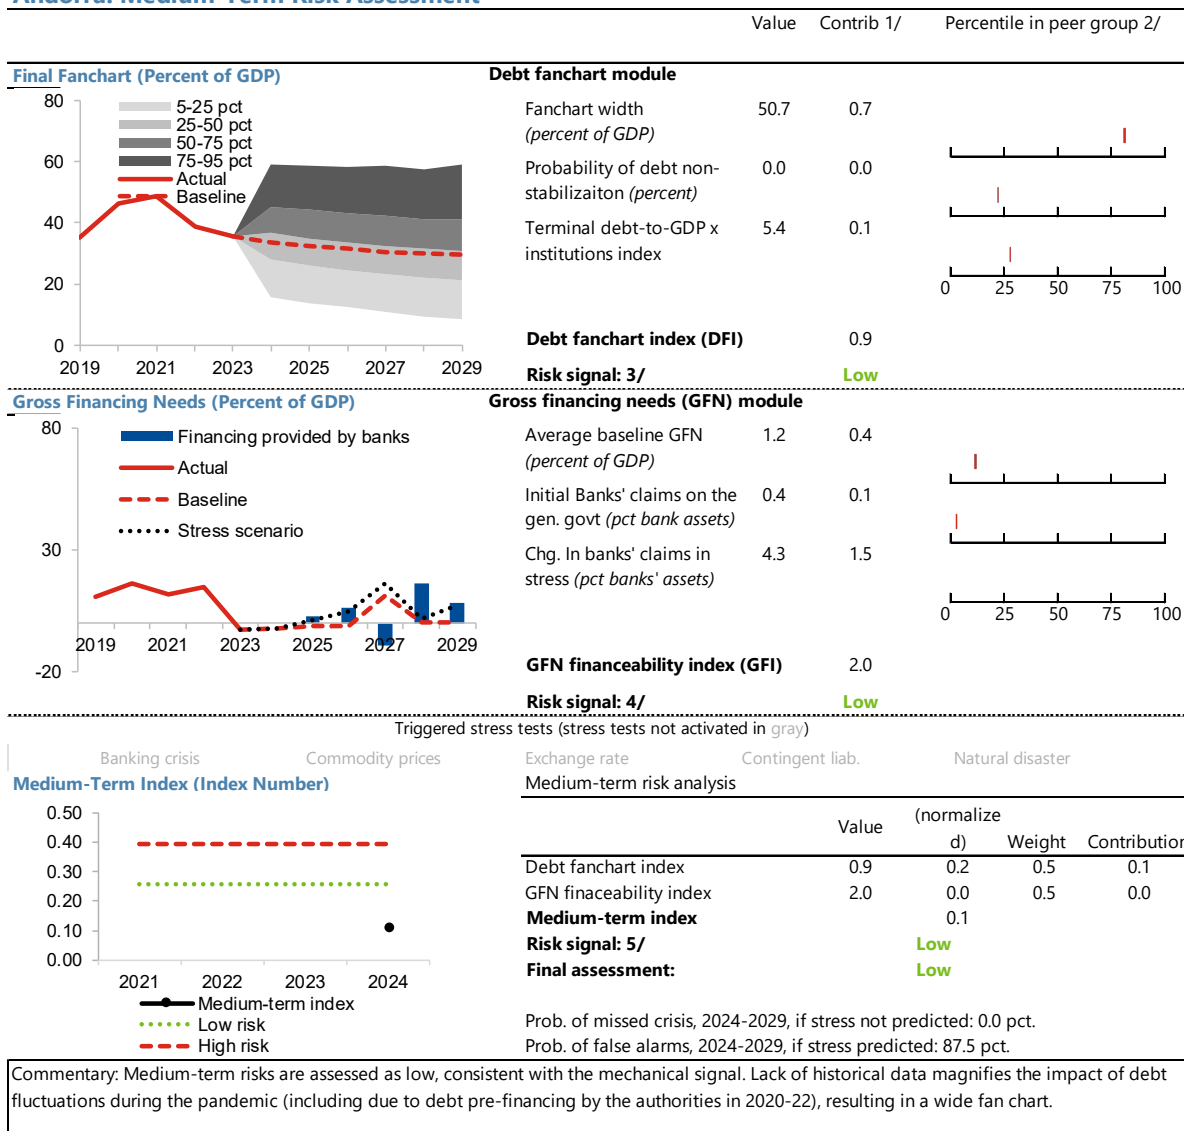 Andorra: Medium-Term Risk Assessment
Value Contrib 1/ Percentile in peer group 2/
Final Fanchart (Percent of GDP)
80
60
40
20
0
5-25 pct
25-50 pct
50-75 pct
75-95 pct
Actual
Baseline
2019 2021 2023 2025 2027 2029
Debt fanchart module
Fanchart width 50.7 0.7
(percent of GDP)
Probability of debt non- 0.0 0.0
stabilizaiton (percent)
Terminal debt-to-GDP x 5.4 0.1
institutions index
0 25 50 75 100
Debt fanchart index (DFI) 0.9
Risk signal: 3/ Low
Gross Financing Needs (Percent of GDP)
80
30
-20
Financing provided by banks
Actual
Baseline
Stress scenario
2019 2021 2023 2025 2027 2029
Gross financing needs (GFN) module
Average baseline GFN 1.2 0.4
(percent of GDP)
Initial Banks' claims on the 0.4 0.1
gen. govt (pct bank assets)
Chg. In banks' claims in 4.3 1.5
stress (pct banks' assets)
0 25 50 75 100
GFN financeability index (GFI) 2.0
Risk signal: 4/ Low
Triggered stress tests (stress tests not activated in gray)
Banking crisis Commodity prices Exchange rate Contingent liab. Natural disaster
Medium-Term Index (Index Number)
0.50
0.40
0.30
0.20
0.10
0.00
2021 2022 2023 2024
Medium-term index
Low risk
High risk
Medium-term risk analysis
Value (normalize
d) Weight Contribution
Debt fanchart index 0.9 0.2 0.5 0.1
GFN finaceability index 2.0 0.0 0.5 0.0
Medium-term index 0.1
Risk signal: 5/ Low
Final assessment: Low
Prob. of missed crisis, 2024-2029, if stress not predicted: 0.0 pct.
Prob. of false alarms, 2024-2029, if stress predicted: 87.5 pct.
Commentary: Medium-term risks are assessed as low, consistent with the mechanical signal. Lack of historical data magnifies the impact of debt
fluctuations during the pandemic (including due to debt pre-financing by the authorities in 2020-22), resulting in a wide fan chart.